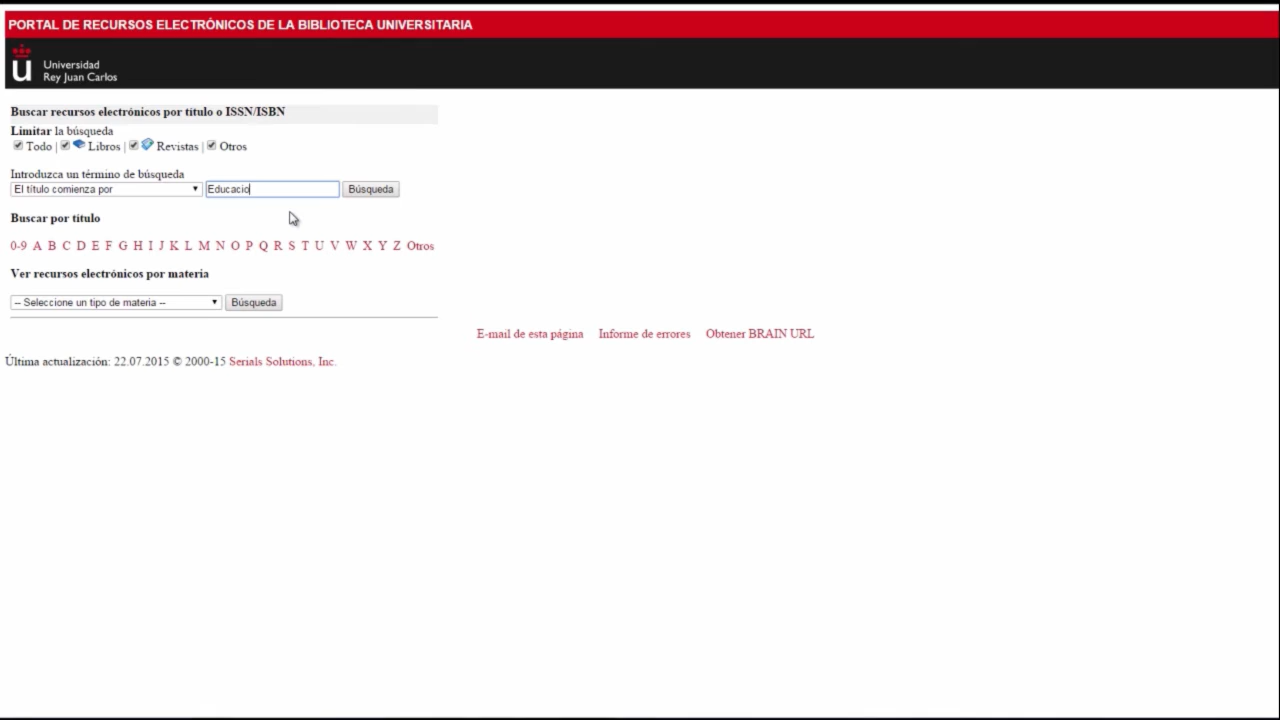 PORTAL DE RECURSOS ELECTRÓNICOS DE LA BIBLIOTECA UNIVERSITARIA
u Universidad
Rey Juan Carlos
Buscar recursos electrónicos por título o ISSN/ISBN
Limitar la búsqueda
Todo | Libros | Revistas | Otros
Introduzca un término de búsqueda
El título comienza por Educacio Búsqueda
Buscar por título
0-9 A B C D E F G H I J K L M N O P Q R S T U V W X Y Z Otros
Ver recursos electrónicos por materia
-- Seleccione un tipo de materia -- Búsqueda
E-mail de esta página Informe de errores Obtener BRAIN URL
Última actualización: 22.07.2015 © 2000-15 Serials Solutions, Inc.